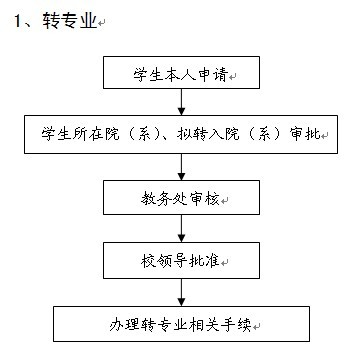 1、转专业
学生本人申请
学生所在院（系）、拟转入院（系）审批
教务处审核
校领导批准
办理转专业相关手续